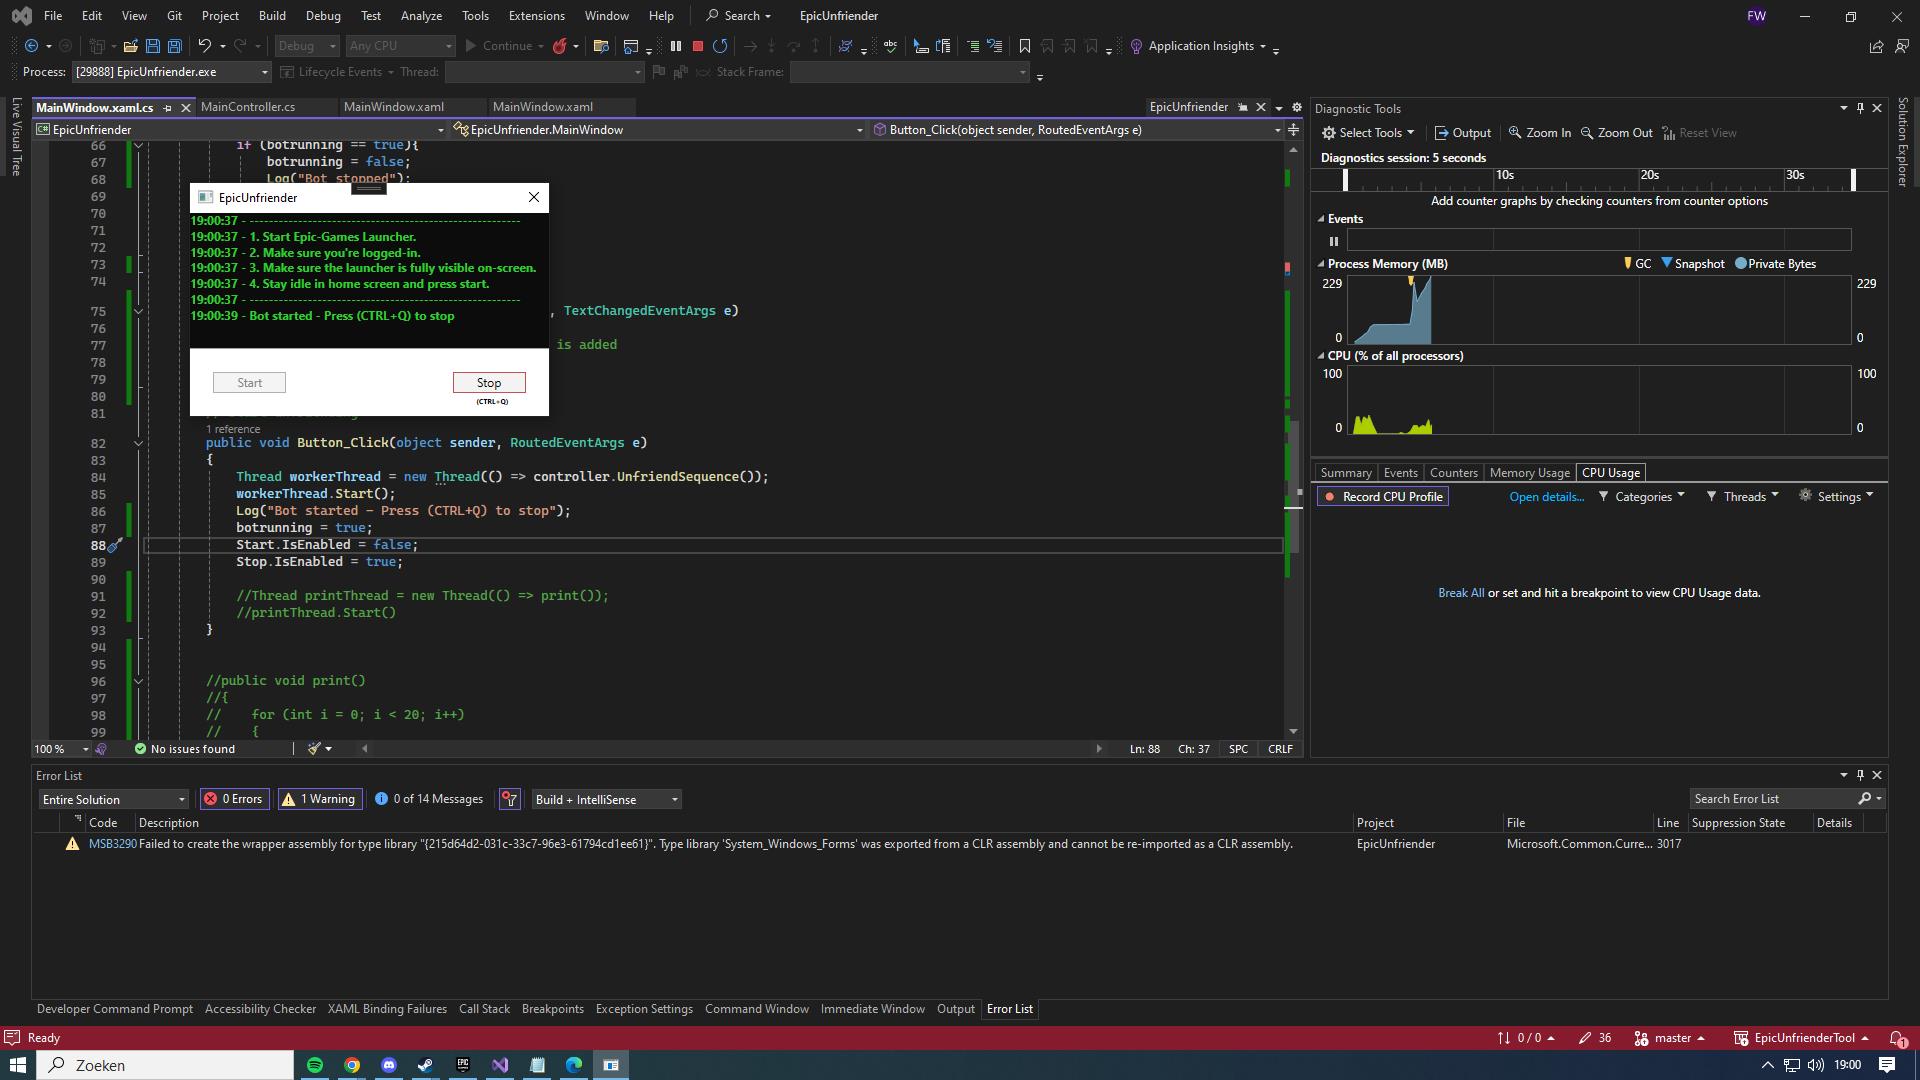 File Edit View Git Project Build Debug Test Analyze Tools Extensions Window Help Search EpicUnfriender FW
Debug Any CPU Continue Application Insights
Process: [29888] EpicUnfriender.exe Lifecycle Events Thread: Stack Frame:
Live Visual Tree
MainWindow.xaml.cs MainController.cs MainWindow.xaml MainWindow.xaml EpicUnfriender
EpicUnfriender EpicUnfriender.MainWindow Button_Click(object sender, RoutedEventArgs e)
66 if (botrunning == true){
67 botrunning = false;
68 Log("Bot stopped");
69
70
71
72
73
74
75 , TextChangedEventArgs e)
76
77 is added
78
79
80
81
1 reference
82 public void Button_Click(object sender, RoutedEventArgs e)
83 {
84 Thread workerThread = new Thread(() => controller.UnfriendSequence());
85 workerThread.Start();
86 Log("Bot started - Press (CTRL+Q) to stop");
87 botrunning = true;
88 Start.IsEnabled = false;
89 Stop.IsEnabled = true;
90
91 //Thread printThread = new Thread(() => print());
92 //printThread.Start()
93 }
94
95
96 //public void print()
97 //{
98 // for (int i = 0; i < 20; i++)
99 // {
EpicUnfriender
19:00:37 - ----------------------------------------------------------
19:00:37 - 1. Start Epic-Games Launcher.
19:00:37 - 2. Make sure you're logged-in.
19:00:37 - 3. Make sure the launcher is fully visible on-screen.
19:00:37 - 4. Stay idle in home screen and press start.
19:00:37 - ----------------------------------------------------------
19:00:39 - Bot started - Press (CTRL+Q) to stop
Start Stop
(CTRL+Q)
100 % No issues found Ln: 88 Ch: 37 SPC CRLF
Diagnostic Tools
Select Tools Output Zoom In Zoom Out Reset View
Diagnostics session: 5 seconds
10s 20s 30s
Add counter graphs by checking counters from counter options
Events
Process Memory (MB) GC Snapshot Private Bytes
229 229
0 0
CPU (% of all processors)
100 100
0 0
Summary Events Counters Memory Usage CPU Usage
Record CPU Profile Open details... Categories Threads Settings
Break All or set and hit a breakpoint to view CPU Usage data.
Solution Explorer
Error List
Entire Solution 0 Errors 1 Warning 0 of 14 Messages Build + IntelliSense Search Error List
Code Description Project File Line Suppression State Details
MSB3290 Failed to create the wrapper assembly for type library "{215d64d2-031c-33c7-96e3-61794cd1ee61}". Type library 'System_Windows_Forms' was exported from a CLR assembly and cannot be re-imported as a CLR assembly. EpicUnfriender Microsoft.Common.Curre... 3017
Developer Command Prompt Accessibility Checker XAML Binding Failures Call Stack Breakpoints Exception Settings Command Window Immediate Window Output Error List
Ready 0 / 0 36 master EpicUnfrienderTool 1
Zoeken EPIC 19:00